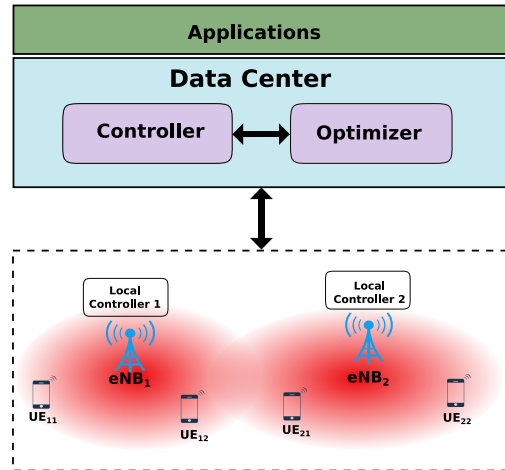 Applications
Data Center
Controller
Optimizer
Local
Controller 1
Local
Controller 2
eNB₁
eNB₂
UE₁₁
UE₁₂
UE₂₁
UE₂₂